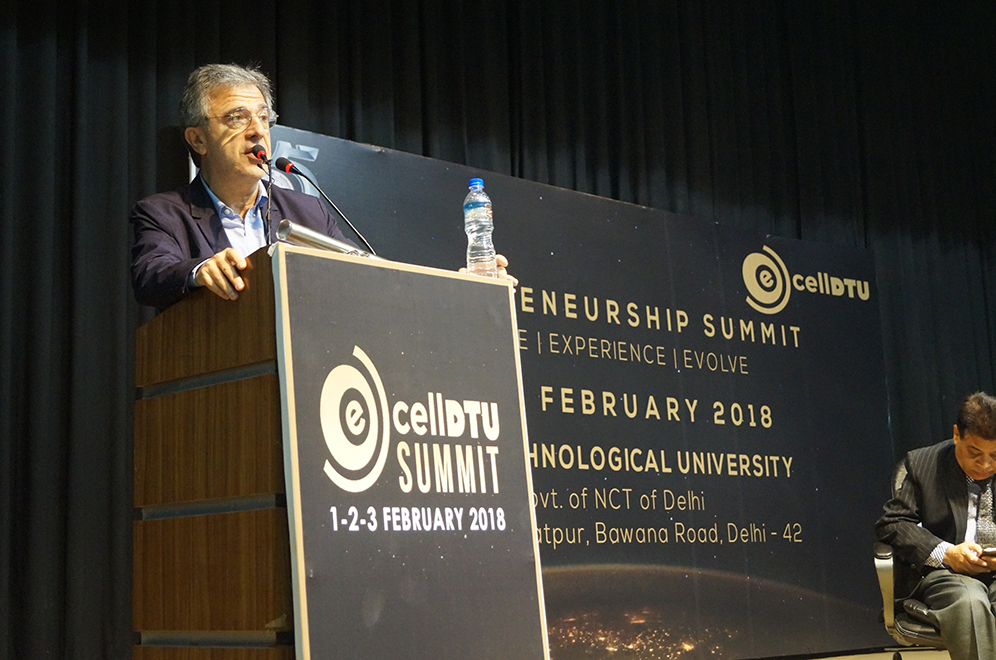 e cellDTU
SUMMIT
1-2-3 FEBRUARY 2018
e cellDTU
ENEURSHIP SUMMIT
E | EXPERIENCE | EVOLVE
FEBRUARY 2018
HNOLOGICAL UNIVERSITY
ovt. of NCT of Delhi
atpur, Bawana Road, Delhi - 42